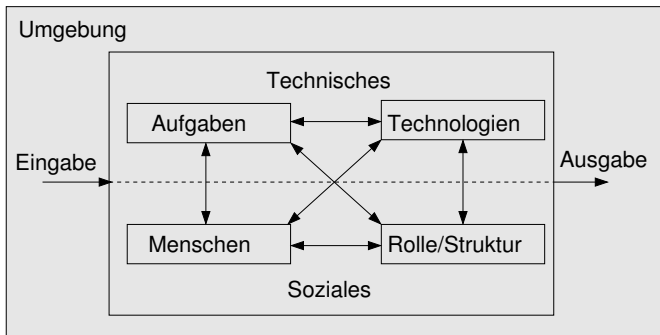 Umgebung
Technisches
Aufgaben
Technologien
Eingabe
Ausgabe
Menschen
Rolle/Struktur
Soziales